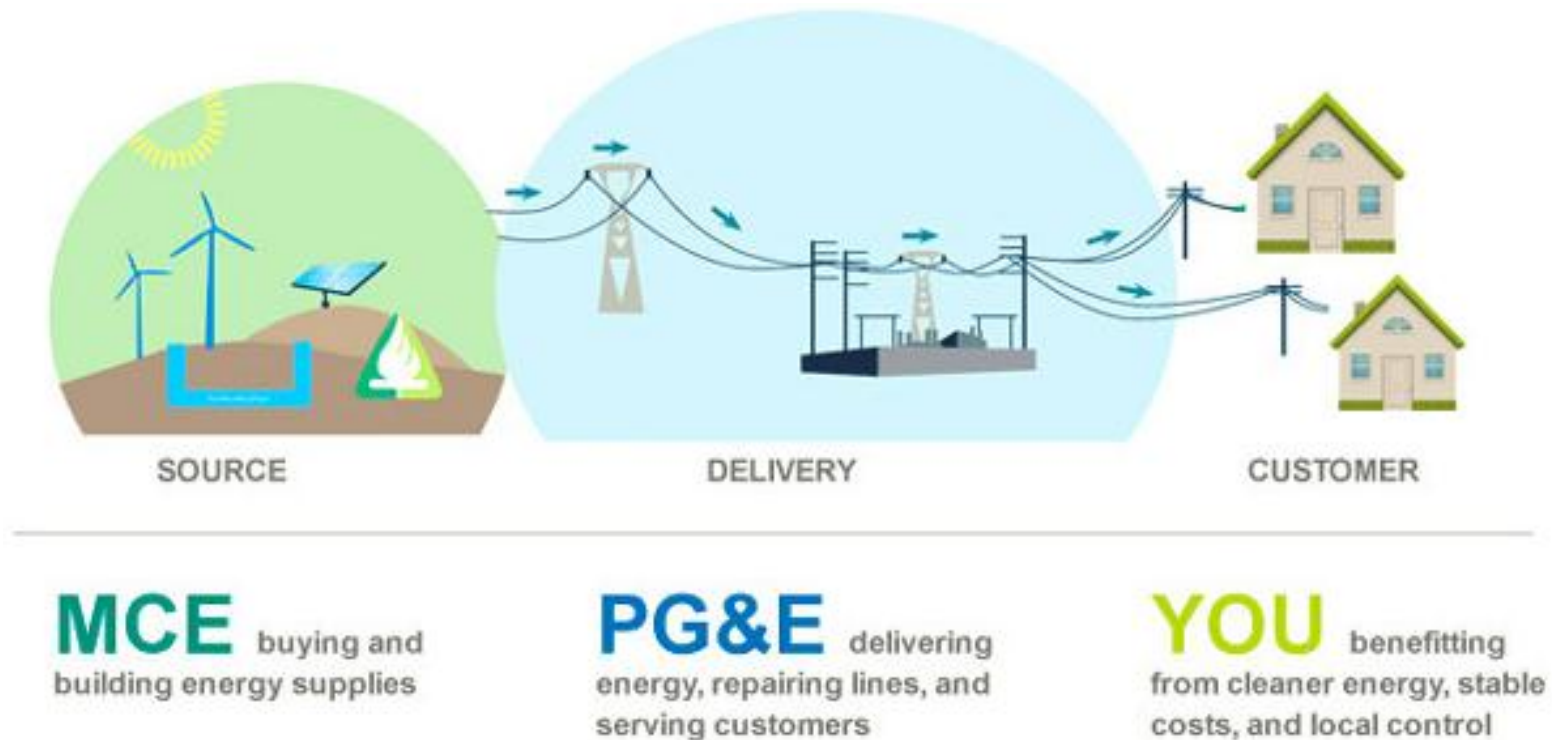 SOURCE
DELIVERY
CUSTOMER
MCE buying and
building energy supplies
PG&E delivering
energy, repairing lines, and
serving customers
YOU benefitting
from cleaner energy, stable
costs, and local control